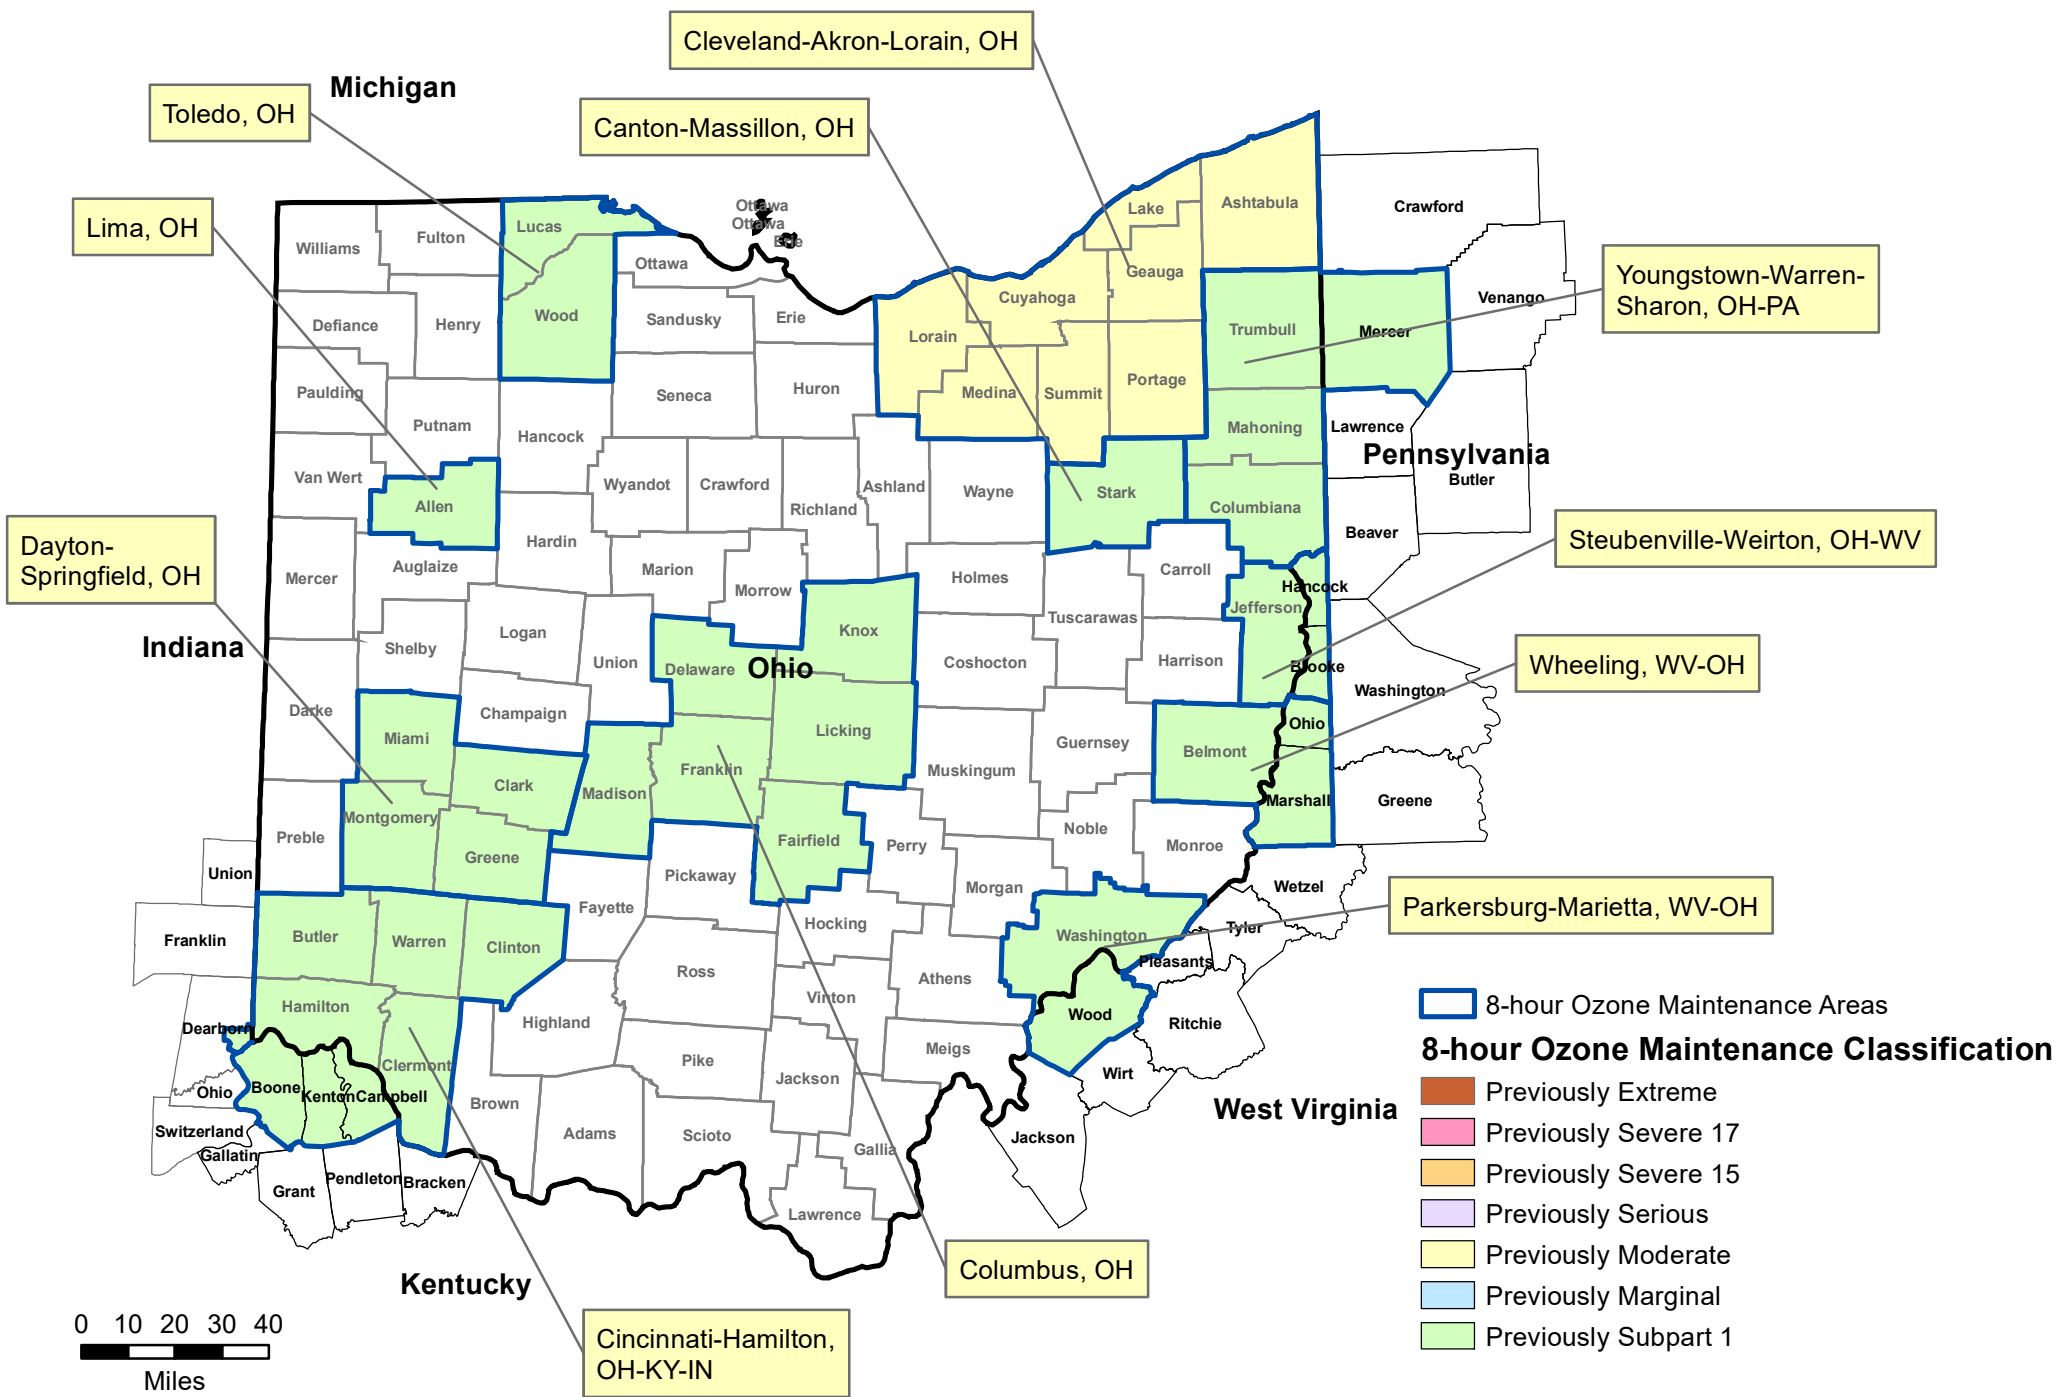 Cleveland-Akron-Lorain, OH
Michigan
Toledo, OH
Canton-Massillon, OH
Lima, OH
Youngstown-Warren-
Sharon, OH-PA
Dayton-
Springfield, OH
Steubenville-Weirton, OH-WV
Wheeling, WV-OH
Parkersburg-Marietta, WV-OH
Columbus, OH
Cincinnati-Hamilton,
OH-KY-IN
Indiana
Ohio
Pennsylvania
West Virginia
Kentucky
Williams
Fulton
Lucas
Ottawa
Ottawa
Erie
Ottawa
Lake
Ashtabula
Crawford
Geauga
Cuyahoga
Defiance
Henry
Wood
Sandusky
Erie
Lorain
Trumbull
Mercer
Venango
Paulding
Putnam
Seneca
Huron
Medina
Summit
Portage
Hancock
Mahoning
Lawrence
Butler
Van Wert
Allen
Wyandot
Crawford
Richland
Ashland
Wayne
Stark
Columbiana
Beaver
Mercer
Auglaize
Hardin
Marion
Morrow
Holmes
Carroll
Hancock
Jefferson
Tuscarawas
Shelby
Logan
Union
Delaware
Knox
Coshocton
Harrison
Brooke
Washington
Darke
Miami
Champaign
Licking
Guernsey
Belmont
Ohio
Clark
Madison
Franklin
Muskingum
Marshall
Greene
Preble
Montgomery
Greene
Fairfield
Perry
Noble
Monroe
Union
Pickaway
Morgan
Wetzel
Fayette
Hocking
Franklin
Butler
Warren
Clinton
Washington
Tyler
Pleasants
Ross
Athens
Vinton
Hamilton
Wood
Ritchie
Dearborn
Highland
Clermont
Pike
Meigs
Jackson
Wirt
Ohio
Boone
Kenton
Campbell
Brown
Adams
Scioto
Gallia
Jackson
Switzerland
Gallatin
Grant
Pendleton
Bracken
Lawrence
8-hour Ozone Maintenance Areas
8-hour Ozone Maintenance Classification
Previously Extreme
Previously Severe 17
Previously Severe 15
Previously Serious
Previously Moderate
Previously Marginal
Previously Subpart 1
0 10 20 30 40
Miles